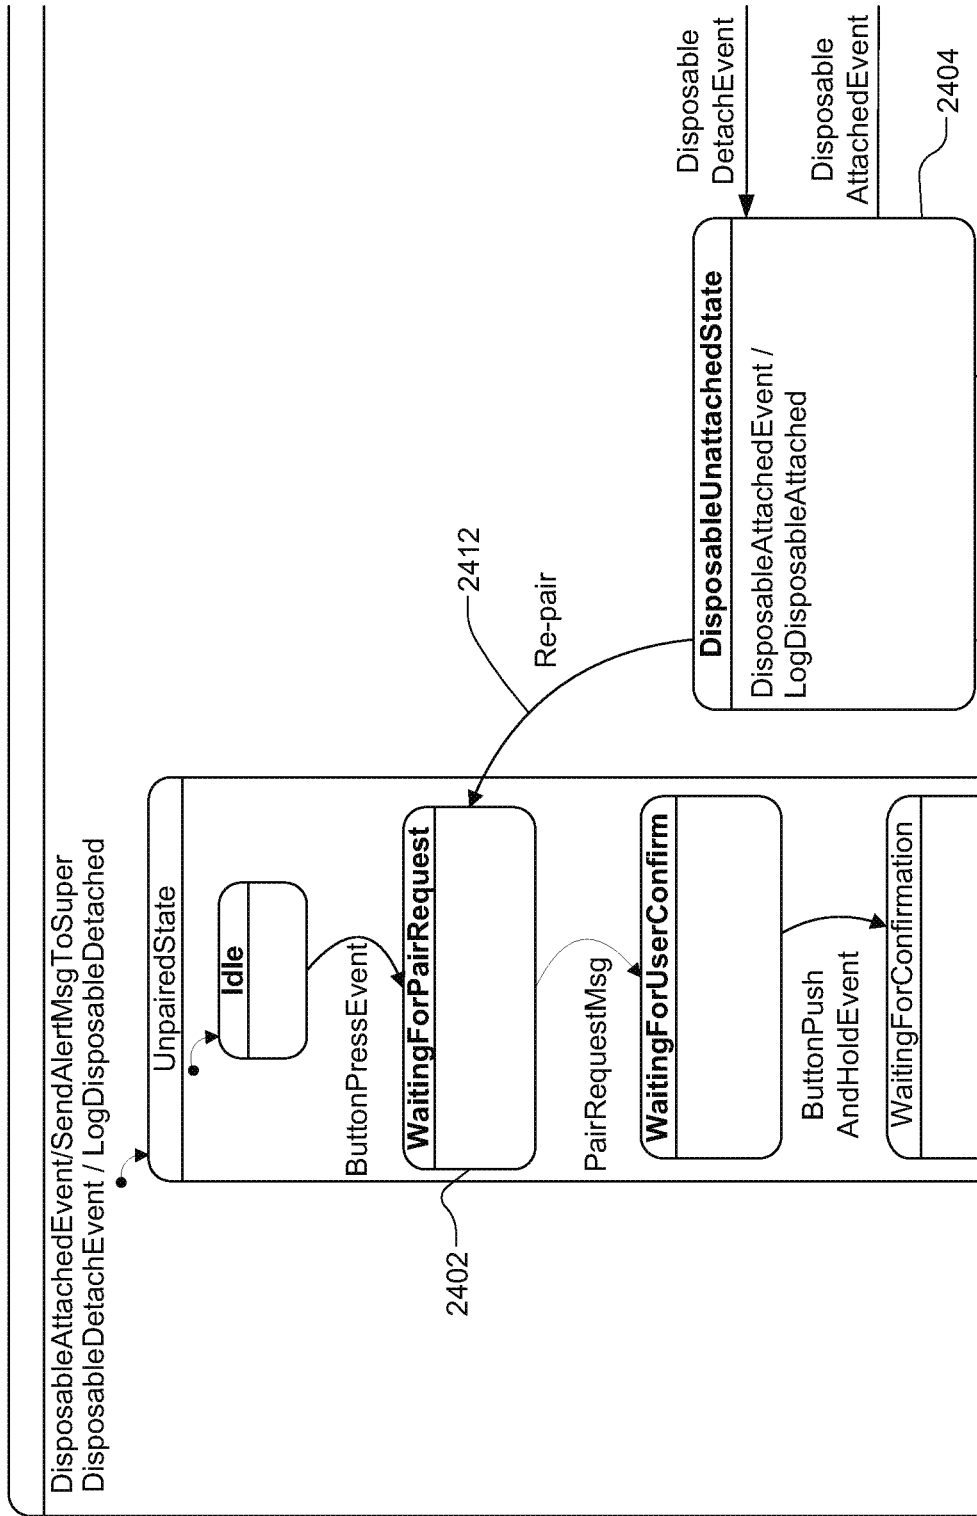 DisposableAttachedEvent/SendAlertMsgToSuper
DisposableDetachEvent / LogDisposableDetached
UnpairedState
Idle
ButtonPressEvent
WaitingForPairRequest
2402
PairRequestMsg
WaitingForUserConfirm
ButtonPush
AndHoldEvent
WaitingForConfirmation
2412
Re-pair
DisposableUnattachedState
DisposableAttachedEvent /
LogDisposableAttached
Disposable
DetachEvent
Disposable
AttachedEvent
2404